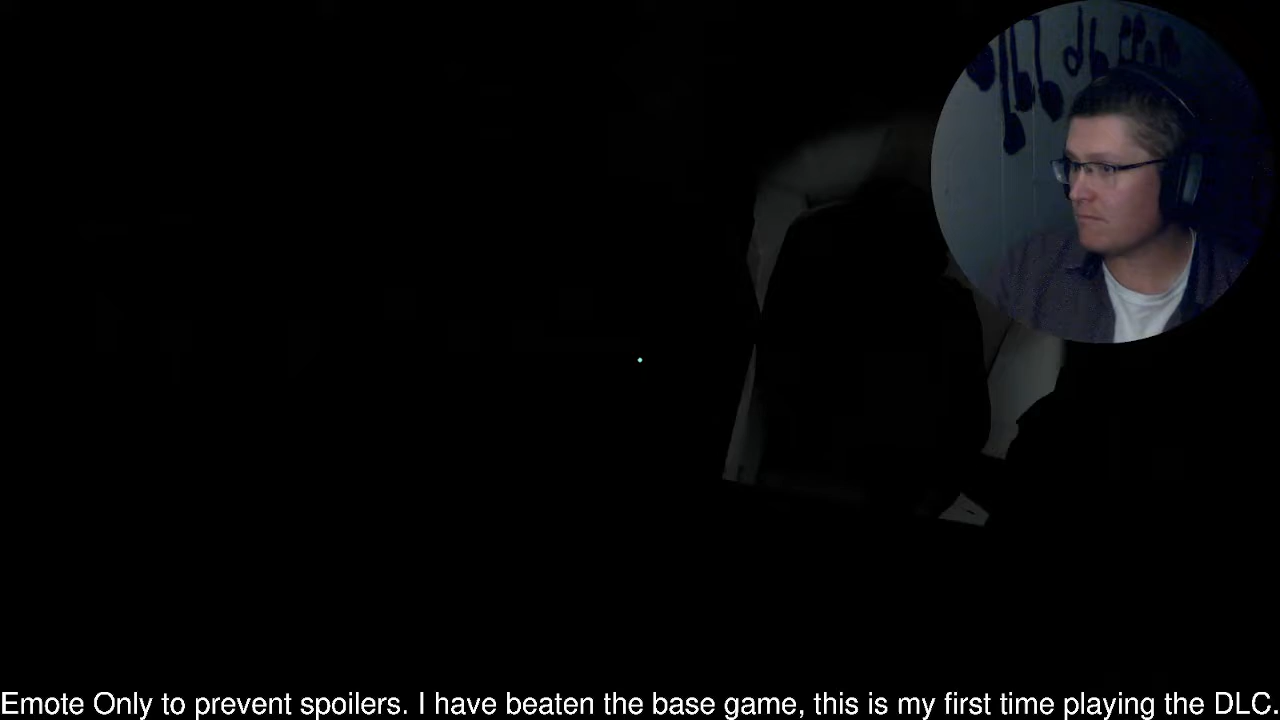 Emote Only to prevent spoilers. I have beaten the base game, this is my first time playing the DLC.